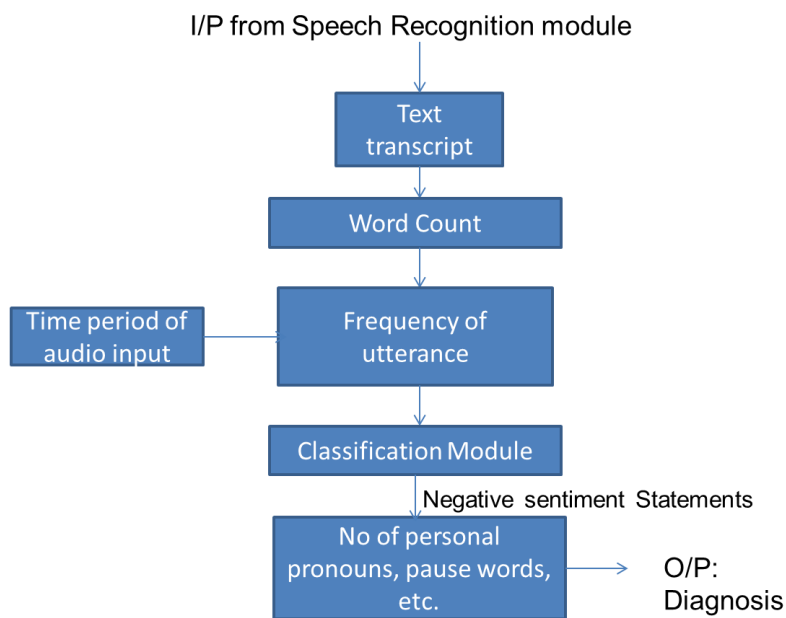 I/P from Speech Recognition module
Text
transcript
Word Count
Time period of
audio input
Frequency of
utterance
Classification Module
Negative sentiment Statements
No of personal
pronouns, pause words,
etc.
O/P:
Diagnosis